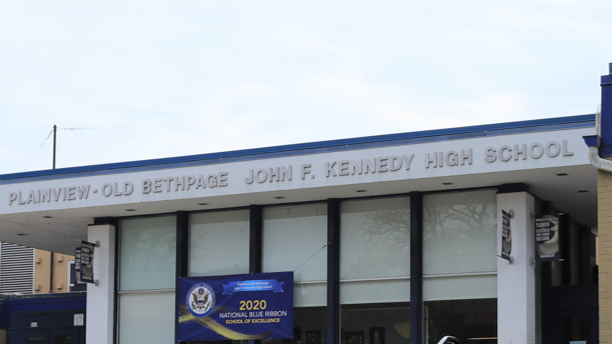 PLAINVIEW - OLD BETHPAGE JOHN F. KENNEDY HIGH SCHOOL
2020
NATIONAL BLUE RIBBON
SCHOOL OF EXCELLENCE